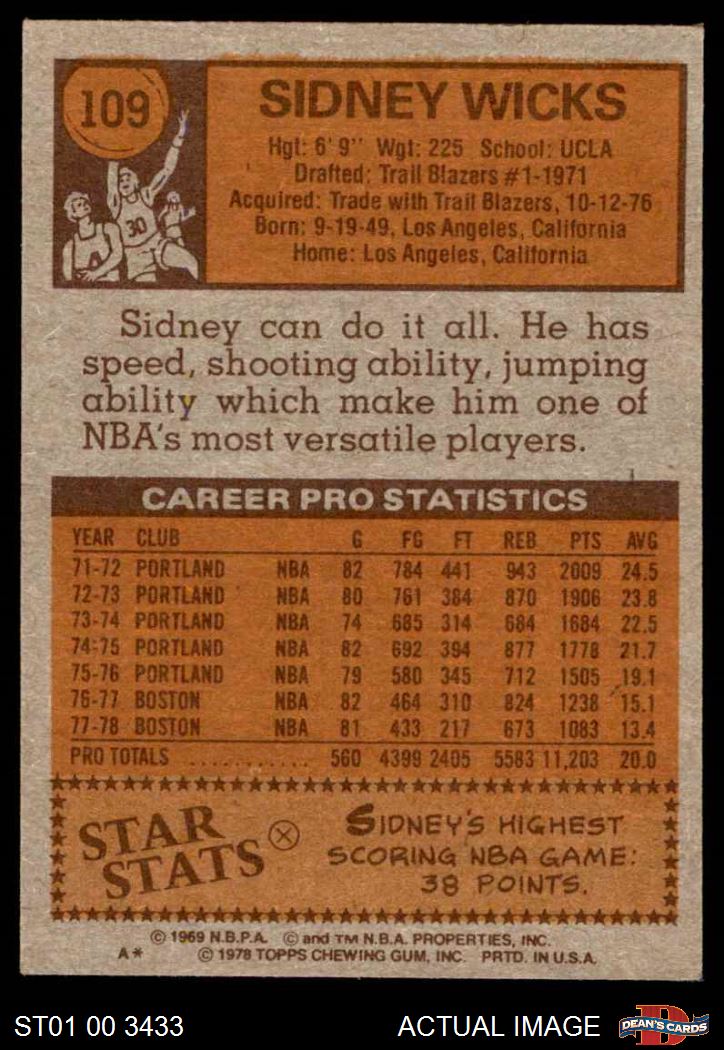 109
SIDNEY WICKS
Hgt: 6' 9" Wgt: 225 School: UCLA
Drafted: Trail Blazers #1-1971
Acquired: Trade with Trail Blazers, 10-12-76
Born: 9-19-49, Los Angeles, California
Home: Los Angeles, California
30
A
Sidney can do it all. He has
speed, shooting ability, jumping
ability which make him one of
NBA's most versatile players.
CAREER PRO STATISTICS
YEAR CLUB G FG FT REB PTS AVG
71-72 PORTLAND NBA 82 784 441 943 2009 24.5
72-73 PORTLAND NBA 80 761 384 870 1906 23.8
73-74 PORTLAND NBA 74 685 314 684 1684 22.5
74-75 PORTLAND NBA 82 692 394 877 1778 21.7
75-76 PORTLAND NBA 79 580 345 712 1505 19.1
76-77 BOSTON NBA 82 464 310 824 1238 15.1
77-78 BOSTON NBA 81 433 217 673 1083 13.4
PRO TOTALS ........... 560 4399 2405 5583 11,203 20.0
STAR
STATS
SIDNEY'S HIGHEST
SCORING NBA GAME:
38 POINTS.
© 1969 N.B.P.A. © and TM N.B.A. PROPERTIES, INC.
A* © 1978 TOPPS CHEWING GUM, INC. PRTD. IN U.S.A.
ST01 00 3433 ACTUAL IMAGE
D
DEAN'S CARDS